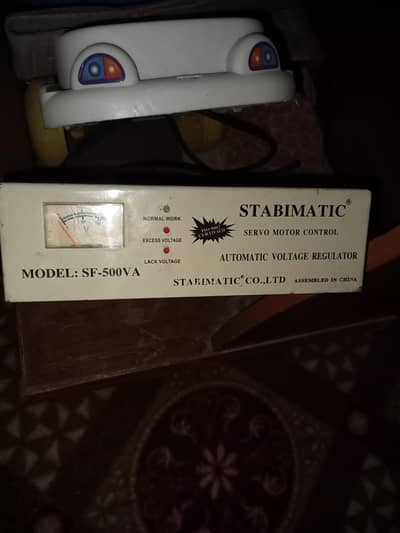 V
NORMAL WORK
EXCESS VOLTAGE
LACK VOLTAGE
STABIMATIC®
SERVO MOTOR CONTROL
AUTOMATIC VOLTAGE REGULATOR
MODEL: SF-500VA
STABIMATIC® CO.,LTD ASSEMBLED IN CHINA